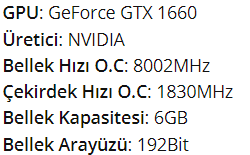 GPU: GeForce GTX 1660
Üretici: NVIDIA
Bellek Hızı O.C: 8002MHz
Çekirdek Hızı O.C: 1830MHz
Bellek Kapasitesi: 6GB
Bellek Arayüzü: 192Bit